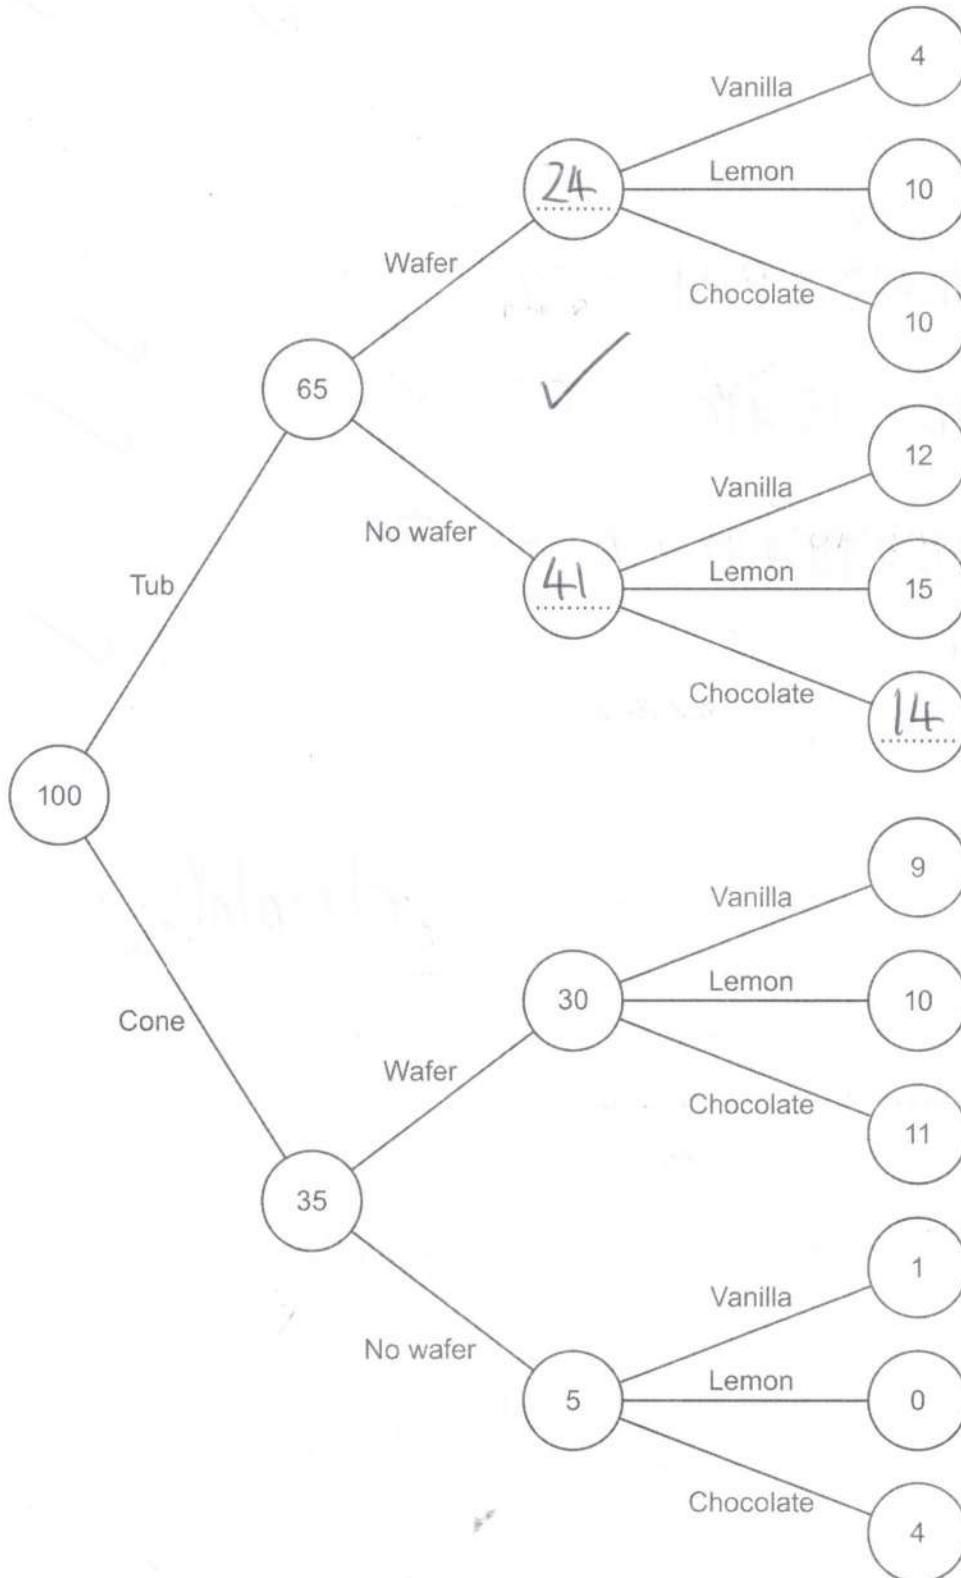 4
Vanilla
24
Lemon
10
Wafer
Chocolate
10
65
12
Vanilla
No wafer
Tub
41
Lemon
15
Chocolate
14
100
9
Vanilla
Cone
30
Lemon
10
Wafer
Chocolate
11
35
1
Vanilla
No wafer
5
Lemon
0
Chocolate
4